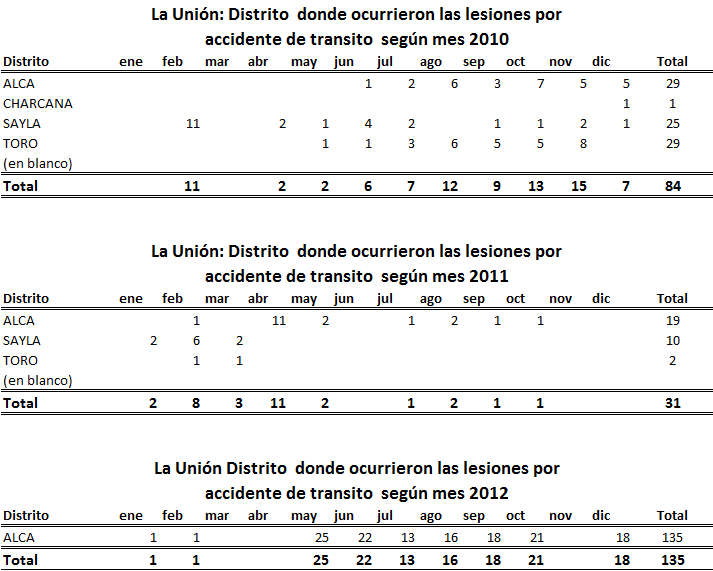 La Unión: Distrito donde ocurrieron las lesiones por
accidente de transito según mes 2010
Distrito ene feb mar abr may jun jul ago sep oct nov dic Total
ALCA 1 2 6 3 7 5 5 29
CHARCANA 1 1
SAYLA 11 2 1 4 2 1 1 2 1 25
TORO 1 1 3 6 5 5 8 29
(en blanco)
Total 11 2 2 6 7 12 9 13 15 7 84
La Unión: Distrito donde ocurrieron las lesiones por
accidente de transito según mes 2011
Distrito ene feb mar abr may jun jul ago sep oct nov dic Total
ALCA 1 11 2 1 2 1 1 19
SAYLA 2 6 2 10
TORO 1 1 2
(en blanco)
Total 2 8 3 11 2 1 2 1 1 31
La Unión Distrito donde ocurrieron las lesiones por
accidente de transito según mes 2012
Distrito ene feb mar abr may jun jul ago sep oct nov dic Total
ALCA 1 1 25 22 13 16 18 21 18 135
Total 1 1 25 22 13 16 18 21 18 135